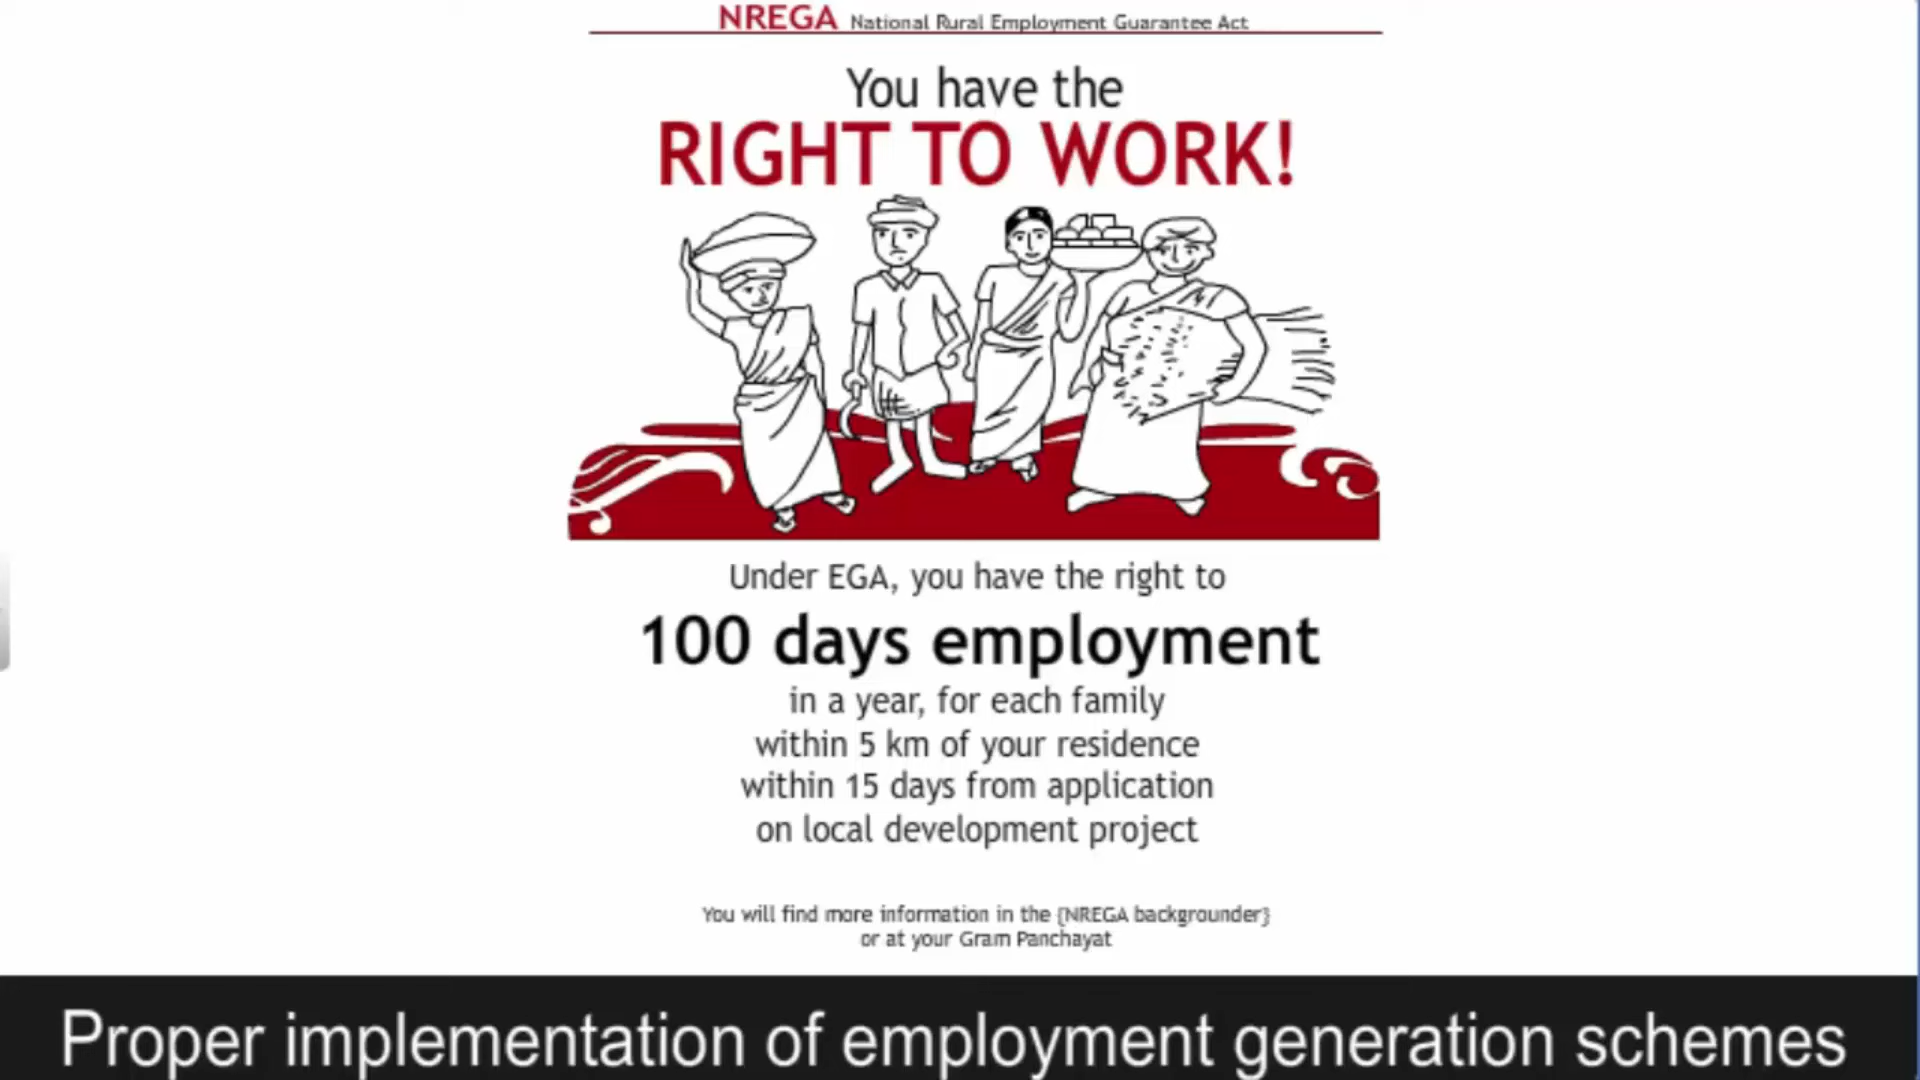 NREGA National Rural Employment Guarantee Act
You have the
RIGHT TO WORK!
Under EGA, you have the right to
100 days employment
in a year, for each family
within 5 km of your residence
within 15 days from application
on local development project
You will find more information in the {NREGA backgrounder}
or at your Gram Panchayat
Proper implementation of employment generation schemes